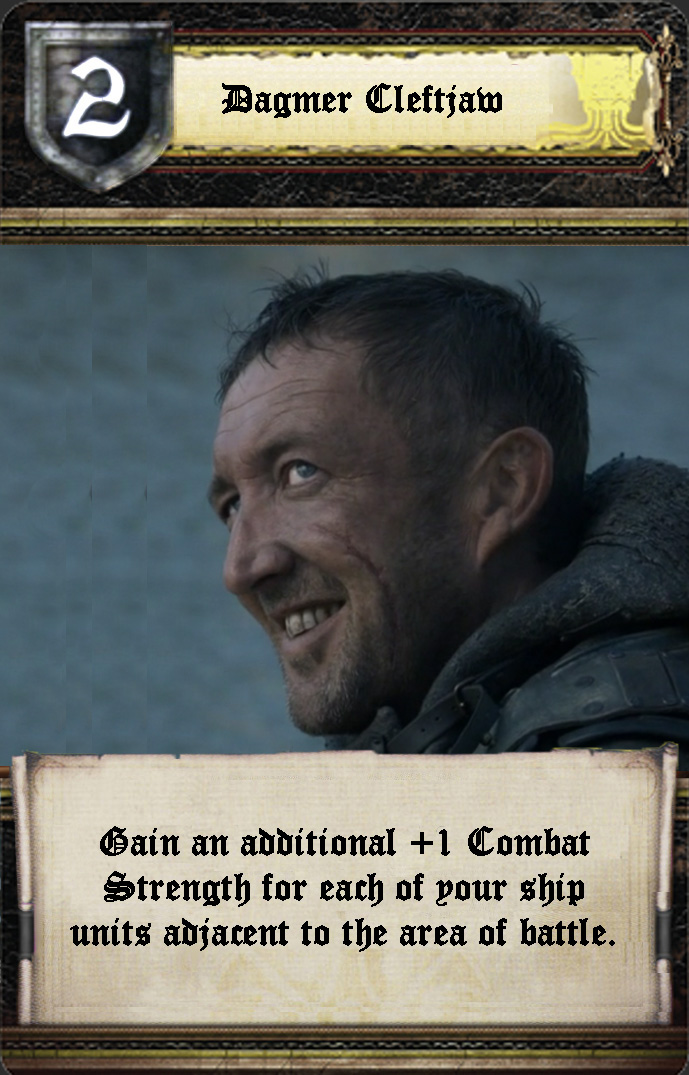 2
Dagmer Cleftjaw
Gain an additional +1 Combat
Strength for each of your ship
units adjacent to the area of battle.